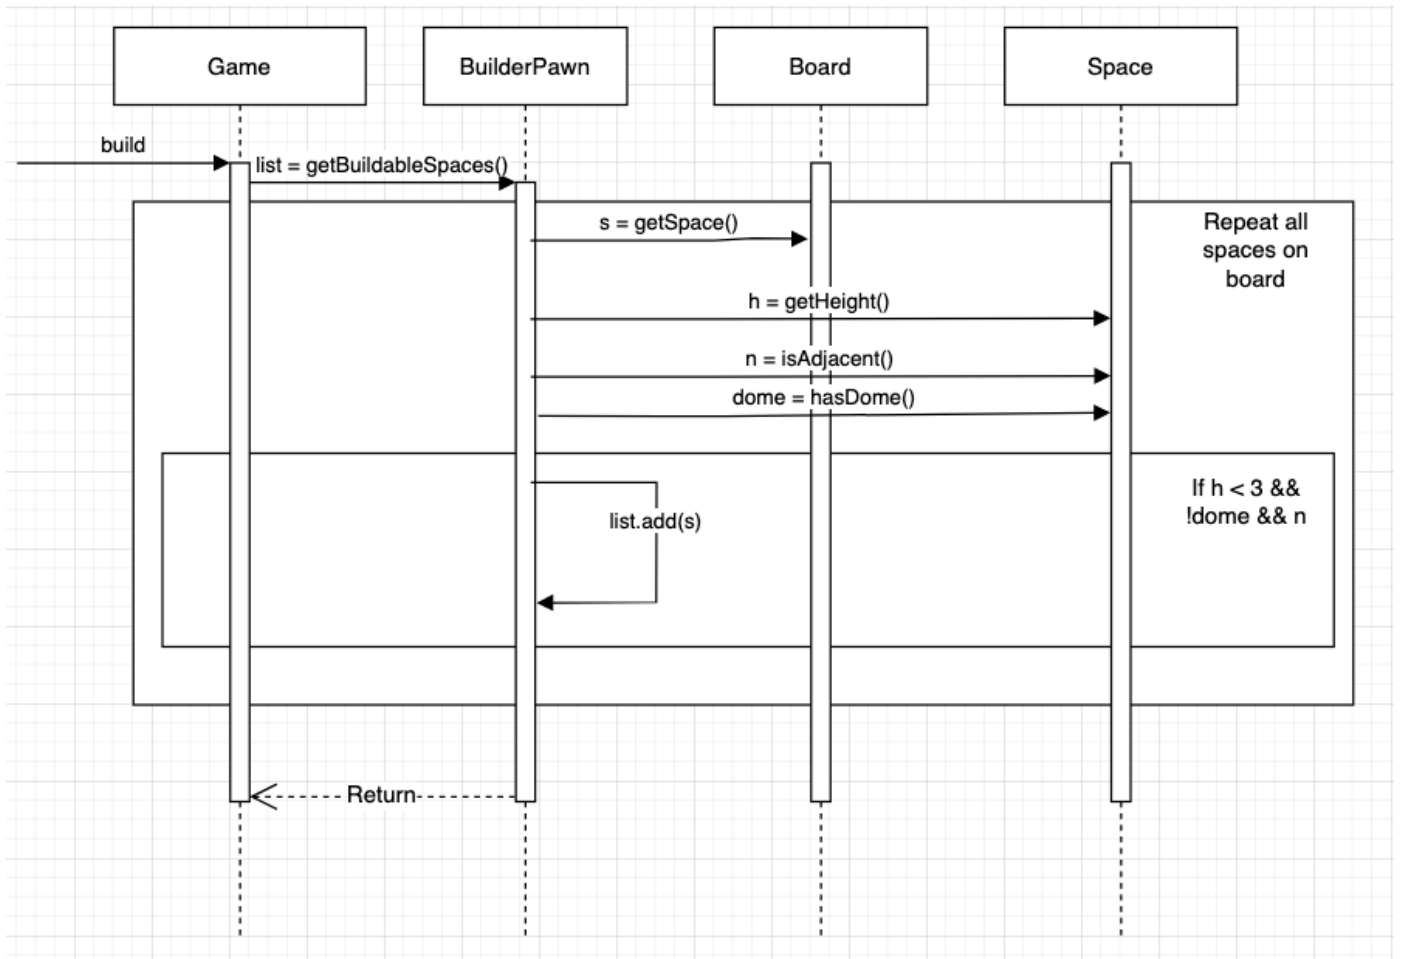 Game
BuilderPawn
Board
Space
build
list = getBuildableSpaces()
s = getSpace()
Repeat all
spaces on
board
h = getHeight()
n = isAdjacent()
dome = hasDome()
If h < 3 &&
!dome && n
list.add(s)
Return